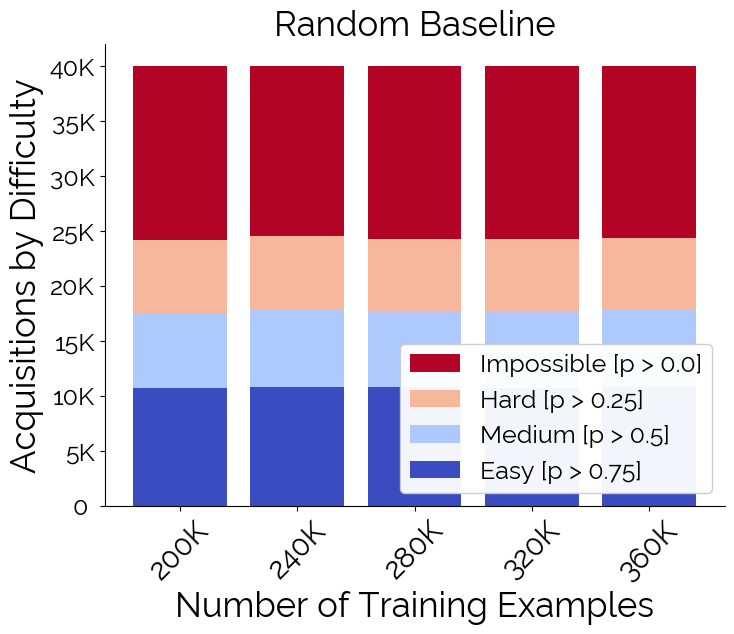 Random Baseline
Acquisitions by Difficulty
40K
35K
30K
25K
20K
15K
10K
5K
0
Impossible [p > 0.0]
Hard [p > 0.25]
Medium [p > 0.5]
Easy [p > 0.75]
200K
240K
280K
320K
360K
Number of Training Examples